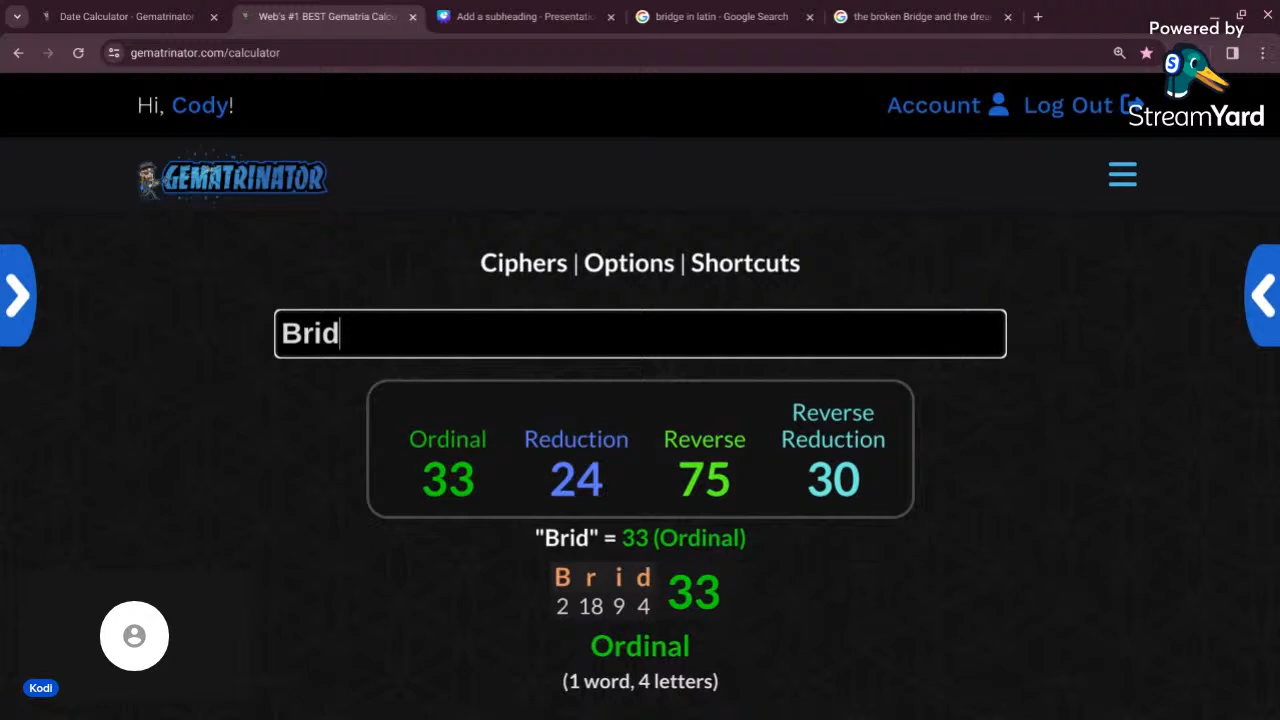 Date Calculator - Gematrinator
Web's #1 BEST Gematria Calcu
Add a subheading - Presentatio
bridge in latin - Google Search
the broken Bridge and the drea
Powered by
gematrinator.com/calculator
S
StreamYard
Hi, Cody!
Account
Log Out
GEMATRINATOR
Ciphers | Options | Shortcuts
Brid
Ordinal
33
Reduction
24
Reverse
75
Reverse
Reduction
30
"Brid" = 33 (Ordinal)
B r i d
2 18 9 4
33
Ordinal
(1 word, 4 letters)
Kodi